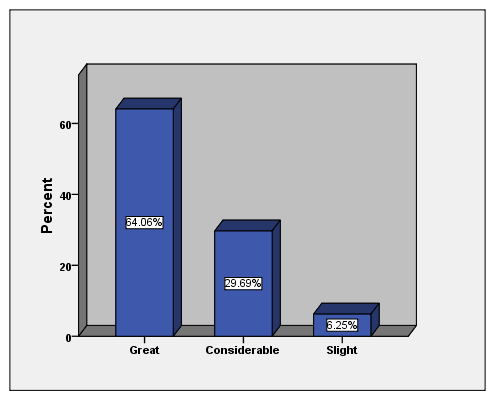 Percent
60
40
20
0
64.06%
29.69%
6.25%
Great
Considerable
Slight